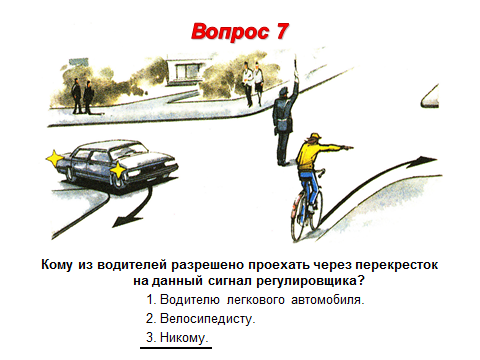 Вопрос 7
Кому из водителей разрешено проехать через перекресток
на данный сигнал регулировщика?
1. Водителю легкового автомобиля.
2. Велосипедисту.
3. Никому.